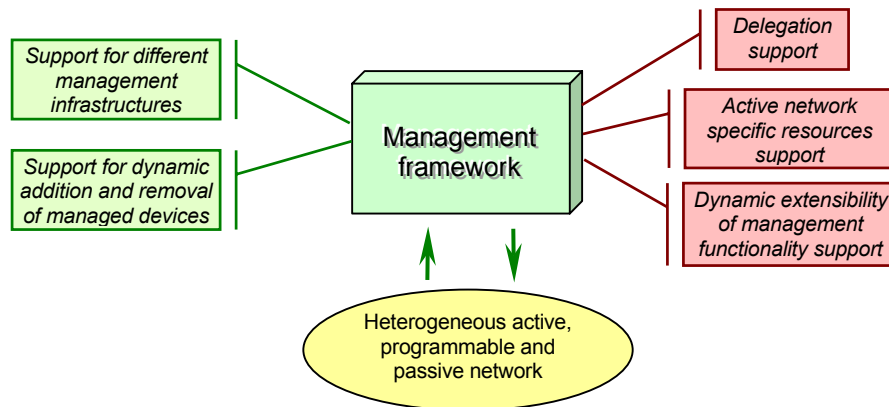 Support for different
management
infrastructures
Support for dynamic
addition and removal
of managed devices
Management
framework
Delegation
support
Active network
specific resources
support
Dynamic extensibility
of management
functionality support
Heterogeneous active,
programmable and
passive network